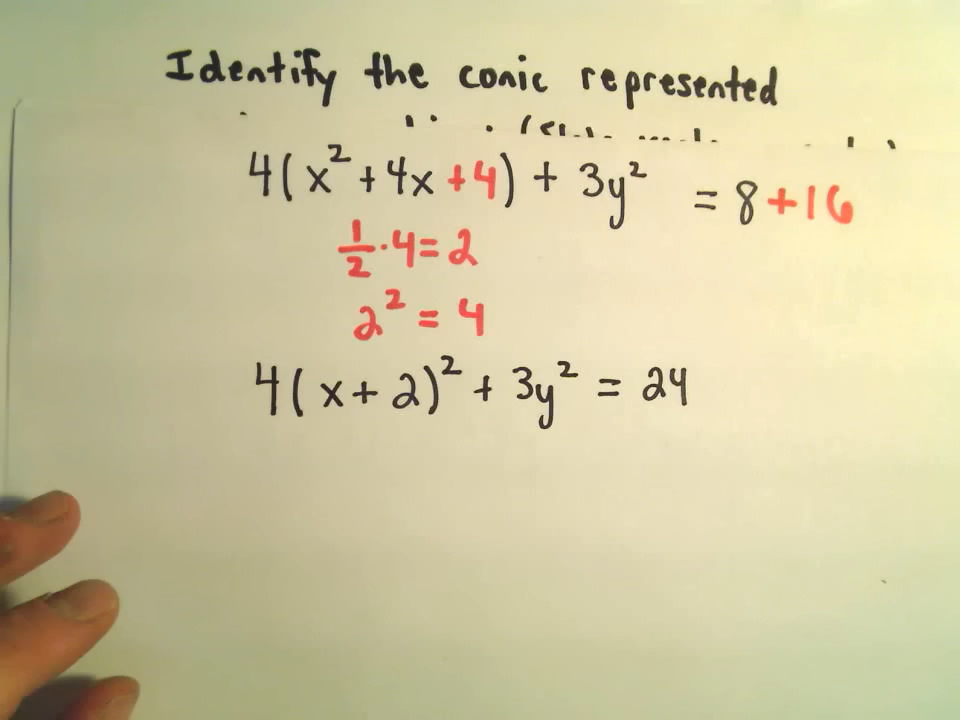 Identify the conic represented
4(x² + 4x + 4) + 3y² = 8 + 16
1/2 · 4 = 2
2² = 4
4(x + 2)² + 3y² = 24